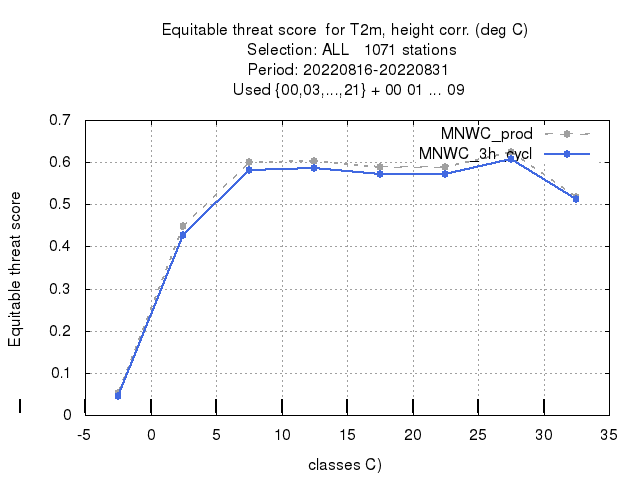 Equitable threat score  for T2m, height corr. (deg C)
Selection: ALL   1071 stations
Period: 20220816-20220831
Used {00,03,...,21} + 00 01 ... 09
0.7
MNWC_prod
0.6
MNWC_3h_cycl
0.5
0.4
0.3
0.2
0.1
0
Equitable threat score
-5 0 5 10 15 20 25 30 35
classes C)